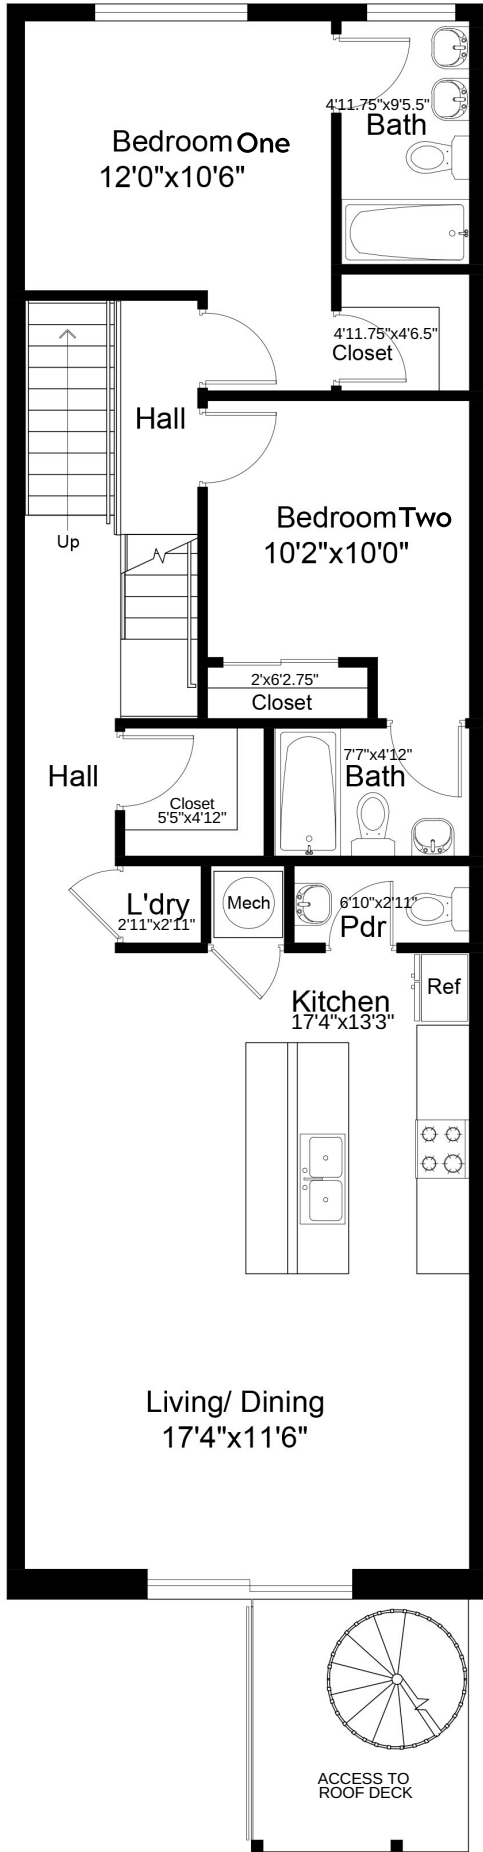 4'11.75"x9'5.5"
Bath
Bedroom One
12'0"x10'6"
4'11.75"x4'6.5"
Closet
Hall
Bedroom Two
10'2"x10'0"
Up
2'x6'2.75"
Closet
7'7"x4'12"
Bath
Hall
Closet
5'5"x4'12"
L'dry
2'11"x2'11"
Mech
6'10"x2'11"
Pdr
Ref
Kitchen
17'4"x13'3"
Living/ Dining
17'4"x11'6"
ACCESS TO
ROOF DECK